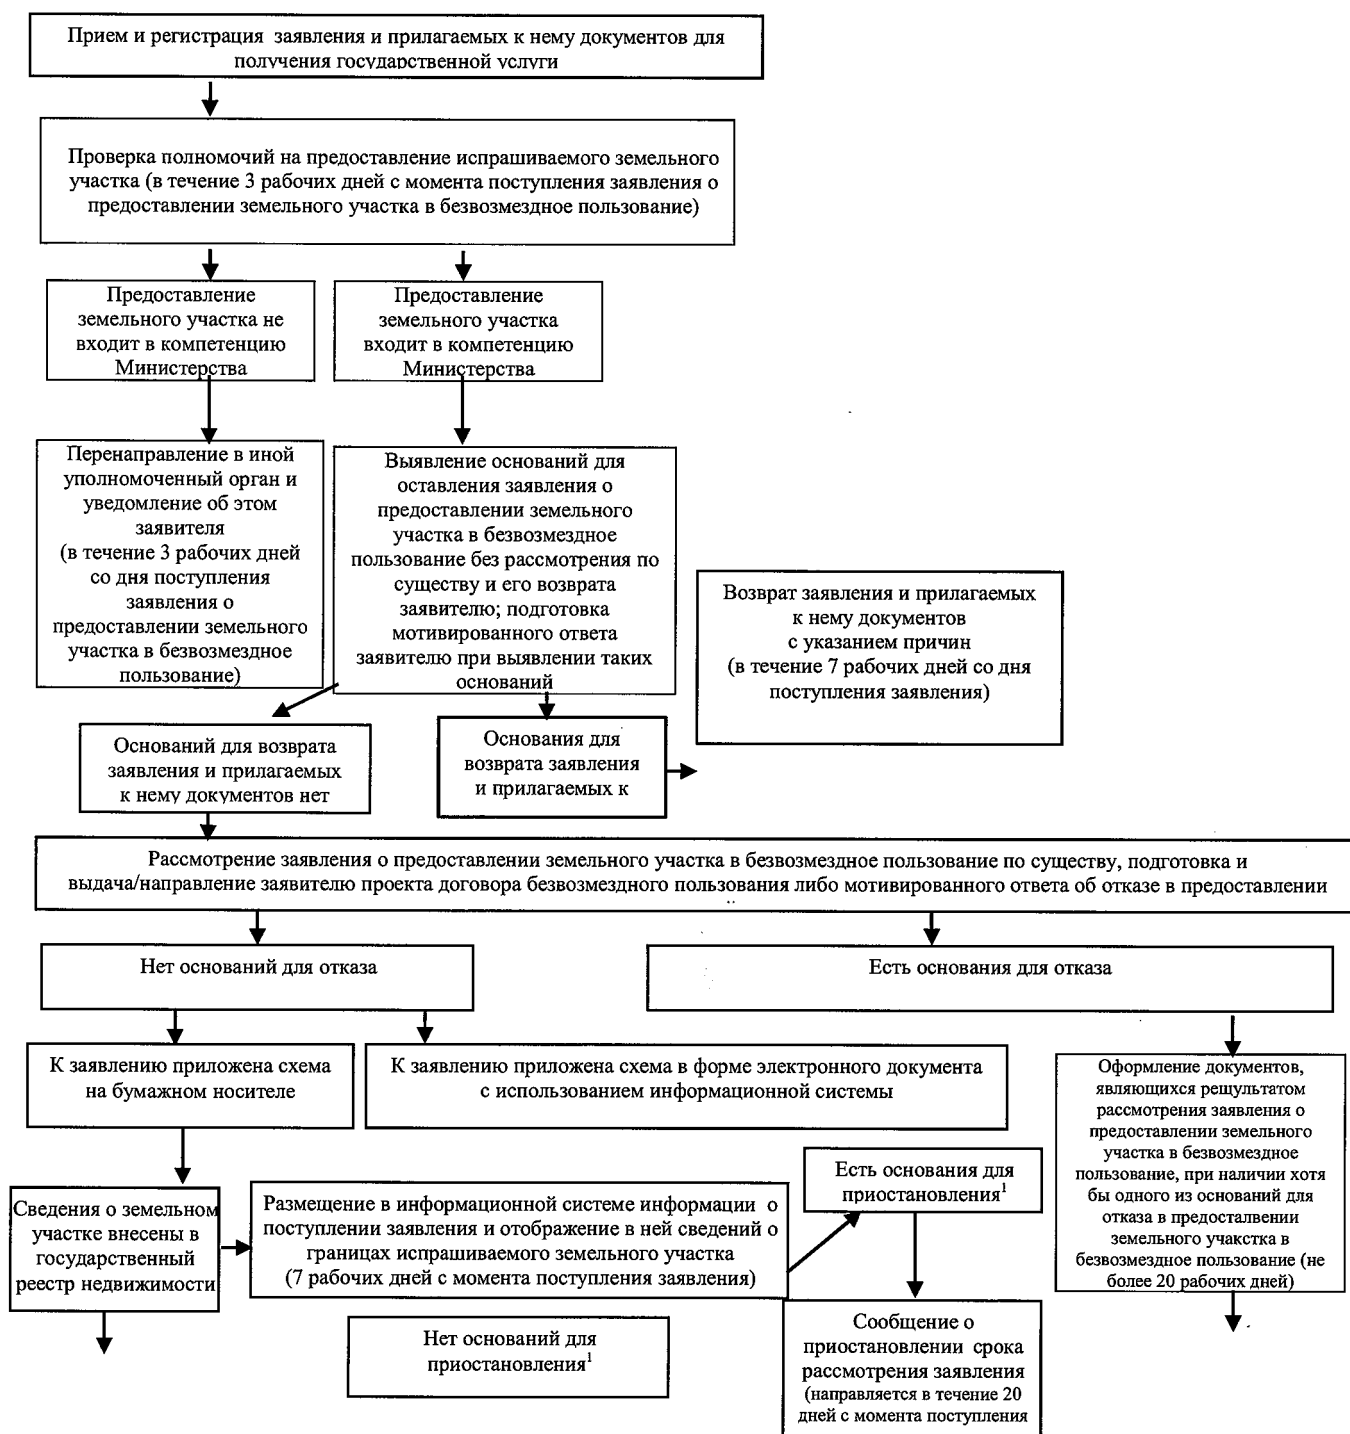 Прием и регистрация заявления и прилагаемых к нему документов для
получения государственной услуги
Проверка полномочий на предоставление испрашиваемого земельного
участка (в течение 3 рабочих дней с момента поступления заявления о
предоставлении земельного участка в безвозмездное пользование)
Предоставление
земельного участка не
входит в компетенцию
Министерства
Предоставление
земельного участка
входит в компетенцию
Министерства
Перенаправление в иной
уполномоченный орган и
уведомление об этом
заявителя
(в течение 3 рабочих дней
со дня поступления
заявления о
предоставлении земельного
участка в безвозмездное
пользование)
Выявление оснований для
оставления заявления о
предоставлении земельного
участка в безвозмездное
пользование без рассмотрения по
существу и его возврата
заявителю; подготовка
мотивированного ответа
заявителю при выявлении таких
оснований
Возврат заявления и прилагаемых
к нему документов
с указанием причин
(в течение 7 рабочих дней со дня
поступления заявления)
Оснований для возврата
заявления и прилагаемых
к нему документов нет
Основания для
возврата заявления
и прилагаемых к
Рассмотрение заявления о предоставлении земельного участка в безвозмездное пользование по существу, подготовка и
выдача/направление заявителю проекта договора безвозмездного пользования либо мотивированного ответа об отказе в предоставлении
Нет оснований для отказа
Есть основания для отказа
К заявлению приложена схема
на бумажном носителе
К заявлению приложена схема в форме электронного документа
с использованием информационной системы
Оформление документов,
являющихся рещультатом
рассмотрения заявления о
предоставлении земельного
участка в безвозмездное
пользование, при наличии хотя
бы одного из оснований для
отказа в предосталвении
земельного учакстка в
безвозмездное пользование (не
более 20 рабочих дней)
Есть основания для
приостановления¹
Сведения о земельном
участке внесены в
государственный
реестр недвижимости
Размещение в информационной системе информации о
поступлении заявления и отображение в ней сведений о
границах испрашиваемого земельного участка
(7 рабочих дней с момента поступления заявления)
Нет оснований для
приостановления¹
Сообщение о
приостановлении срока
рассмотрения заявления
(направляется в течение 20
дней с момента поступления